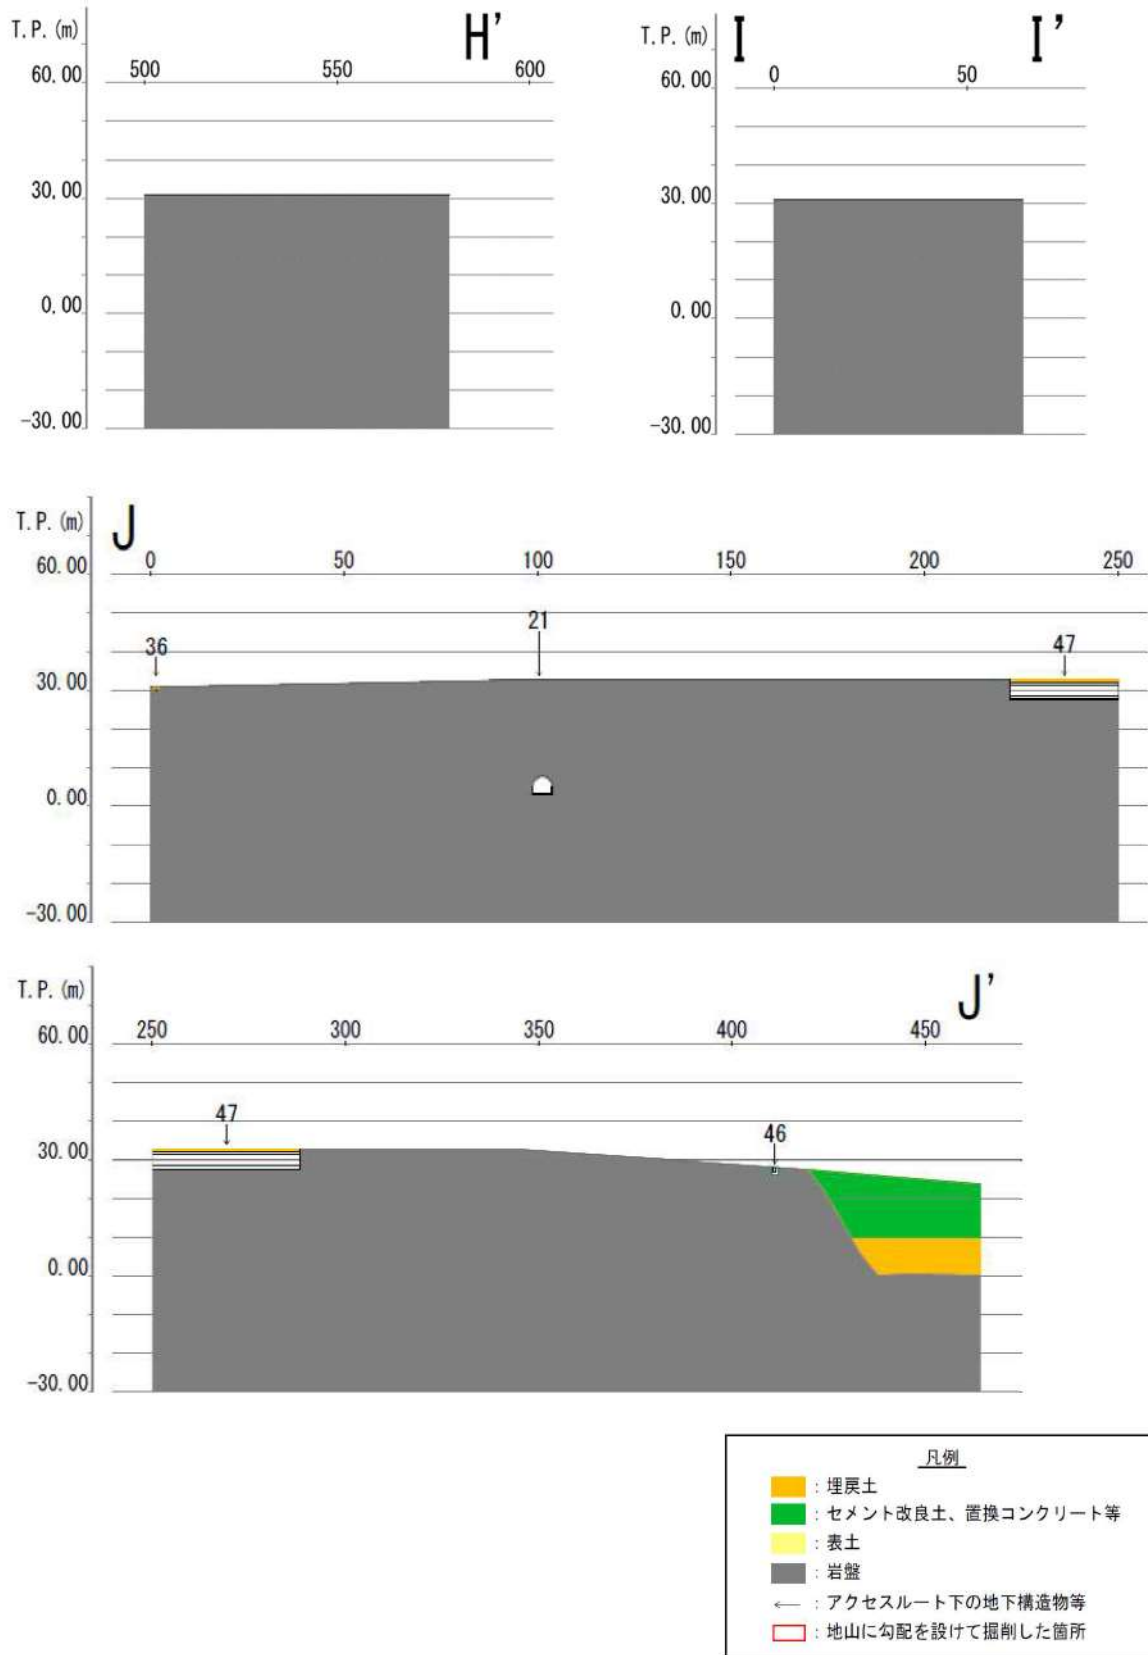 T.P.(m) H'
500 550 600
60.00
30.00
0.00
-30.00
T.P.(m) I I'
0 50
60.00
30.00
0.00
-30.00
T.P.(m) J
0 50 100 150 200 250
60.00
36 21 47
30.00
0.00
-30.00
T.P.(m) J'
250 300 350 400 450
60.00
47 46
30.00
0.00
-30.00
凡例
：埋戻土
：セメント改良土、置換コンクリート等
：表土
：岩盤
←：アクセスルート下の地下構造物等
：地山に勾配を設けて掘削した箇所